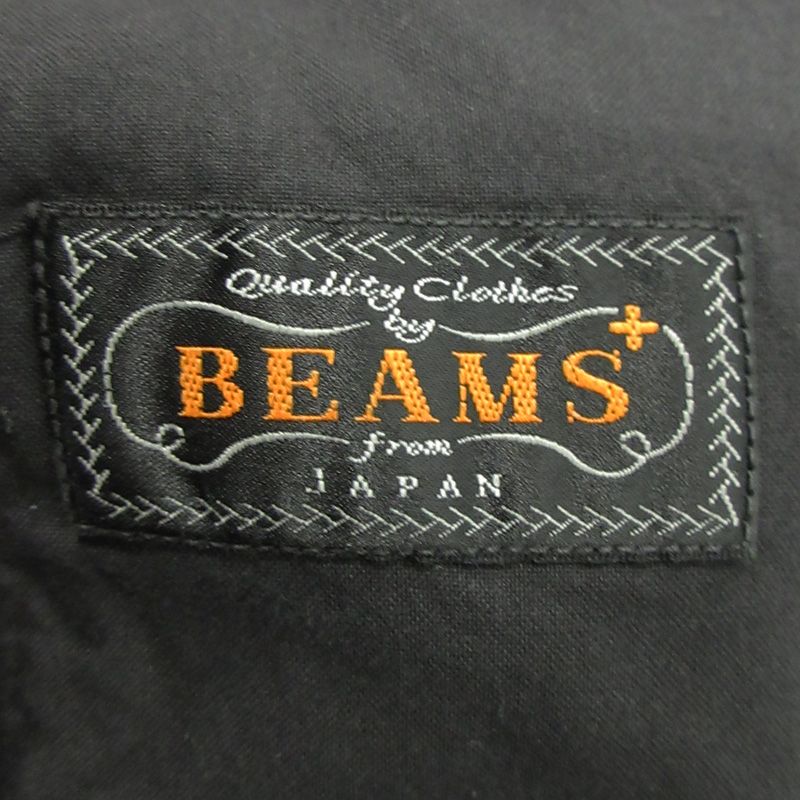 Quality Clothes
by
BEAMS+
from
JAPAN